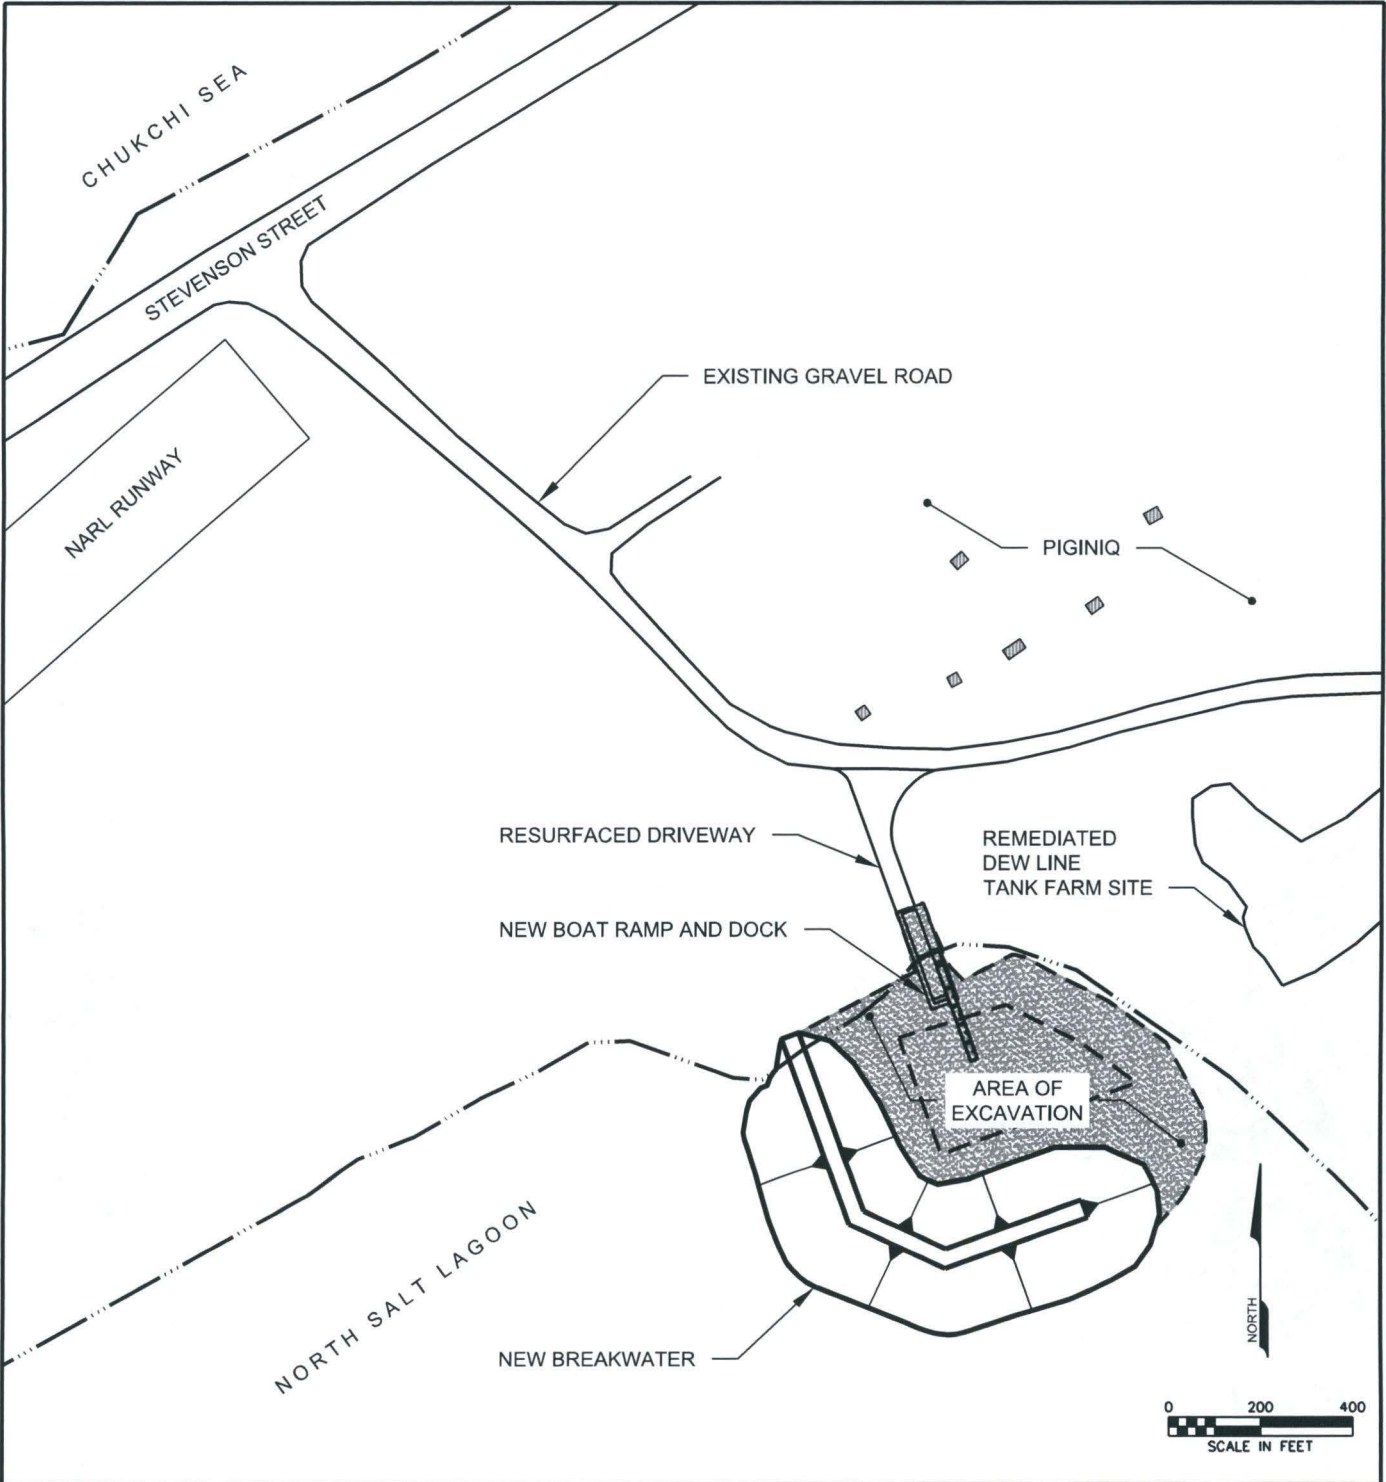 CHUKCHI SEA
STEVENSON STREET
NARL RUNWAY
EXISTING GRAVEL ROAD
PIGINIQ
RESURFACED DRIVEWAY
REMEDIATED
DEW LINE
TANK FARM SITE
NEW BOAT RAMP AND DOCK
AREA OF
EXCAVATION
NORTH SALT LAGOON
NEW BREAKWATER
NORTH
0 200 400
SCALE IN FEET